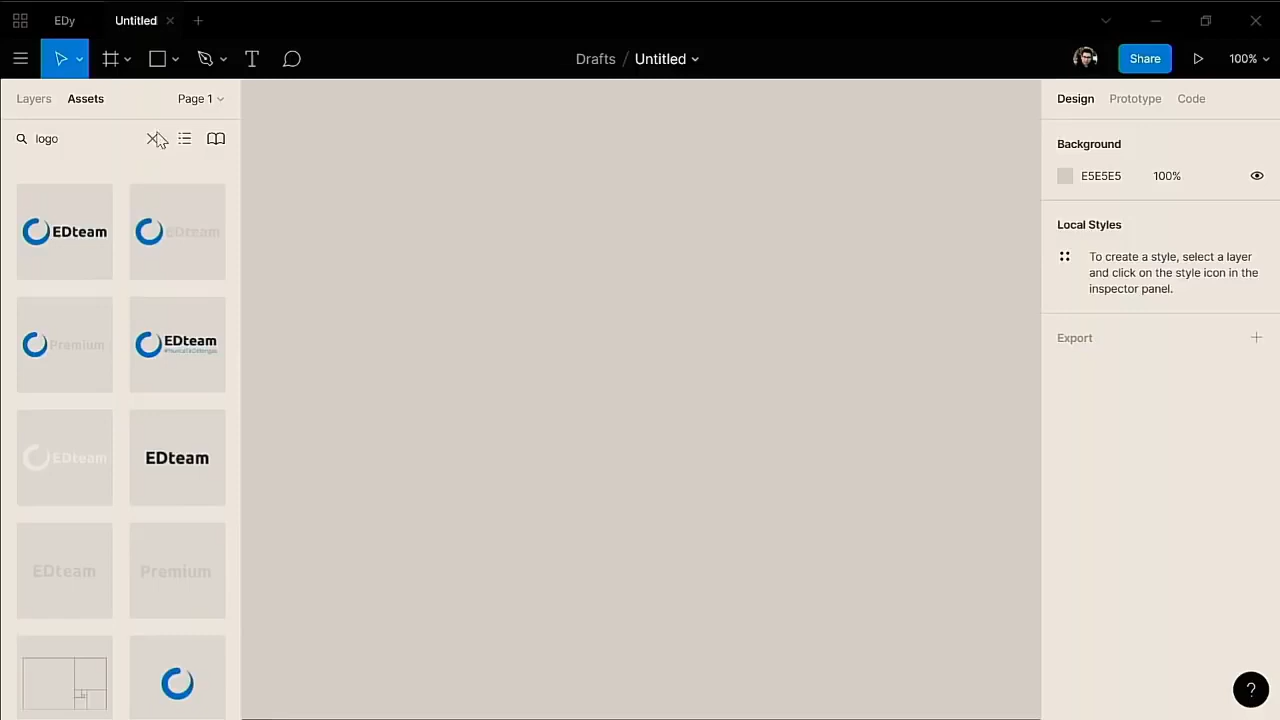 EDy
Untitled
Drafts / Untitled
Share
100%
Layers
Assets
Page 1
logo
EDteam
EDteam
Premium
EDteam
EDteam
EDteam
EDteam
Premium
Design
Prototype
Code
Background
E5E5E5
100%
Local Styles
To create a style, select a layer
and click on the style icon in the
inspector panel.
Export
?